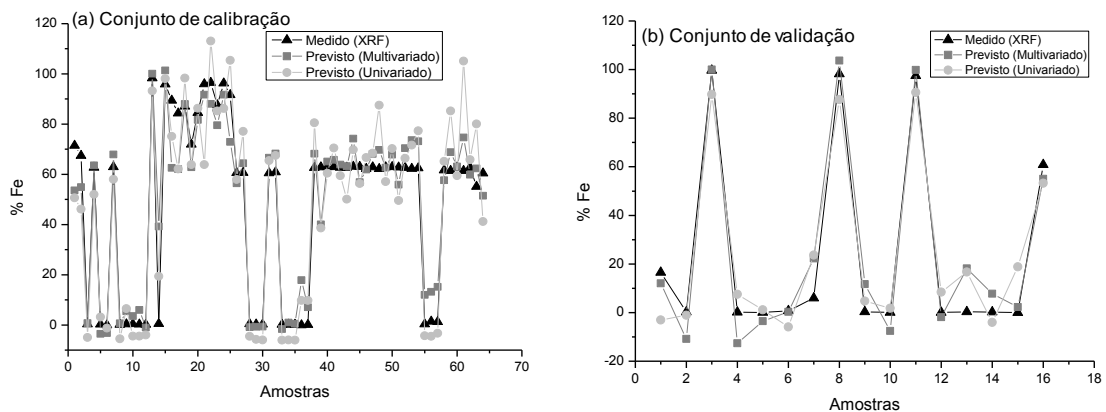 (a) Conjunto de calibração
Medido (XRF)
Previsto (Multivariado)
Previsto (Univariado)
% Fe
120
100
80
60
40
20
0
0 10 20 30 40 50 60 70
Amostras
(b) Conjunto de validação
Medido (XRF)
Previsto (Multivariado)
Previsto (Univariado)
% Fe
120
100
80
60
40
20
0
-20
0 2 4 6 8 10 12 14 16 18
Amostras